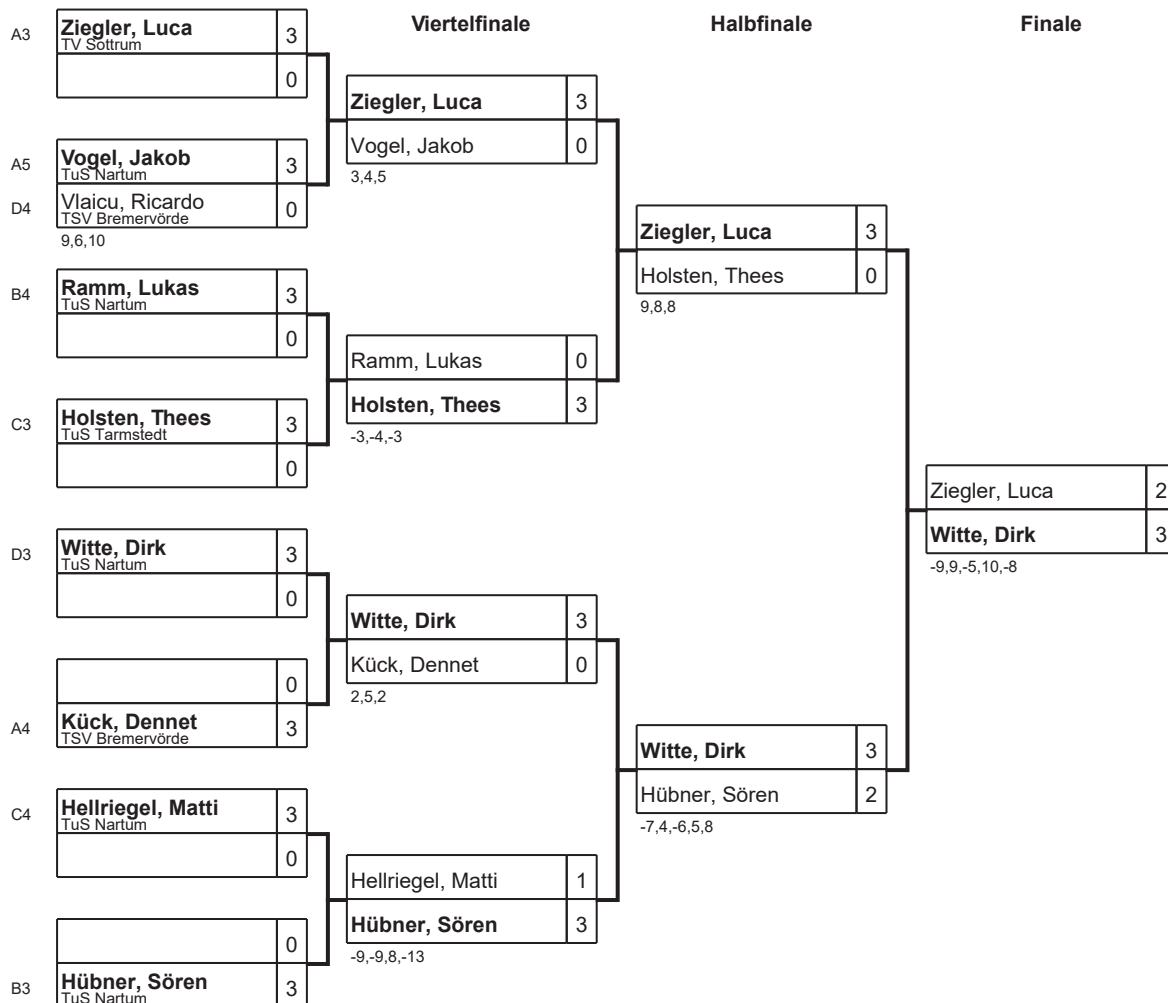 Viertelfinale
Halbfinale
Finale
A3
Ziegler, Luca 3
TV Sottrum
0
A5
Vogel, Jakob 3
TuS Nartum
D4
Vlaicu, Ricardo 0
TSV Bremervörde
9,6,10
B4
Ramm, Lukas 3
TuS Nartum
0
C3
Holsten, Thees 3
TuS Tarmstedt
0
D3
Witte, Dirk 3
TuS Nartum
0
0
A4
Kück, Dennet 3
TSV Bremervörde
C4
Hellriegel, Matti 3
TuS Nartum
0
0
B3
Hübner, Sören 3
TuS Nartum
Ziegler, Luca 3
Vogel, Jakob 0
3,4,5
Ramm, Lukas 0
Holsten, Thees 3
-3,-4,-3
Witte, Dirk 3
Kück, Dennet 0
2,5,2
Hellriegel, Matti 1
Hübner, Sören 3
-9,-9,8,-13
Ziegler, Luca 3
Holsten, Thees 0
9,8,8
Witte, Dirk 3
Hübner, Sören 2
-7,4,-6,5,8
Ziegler, Luca 2
Witte, Dirk 3
-9,9,-5,10,-8